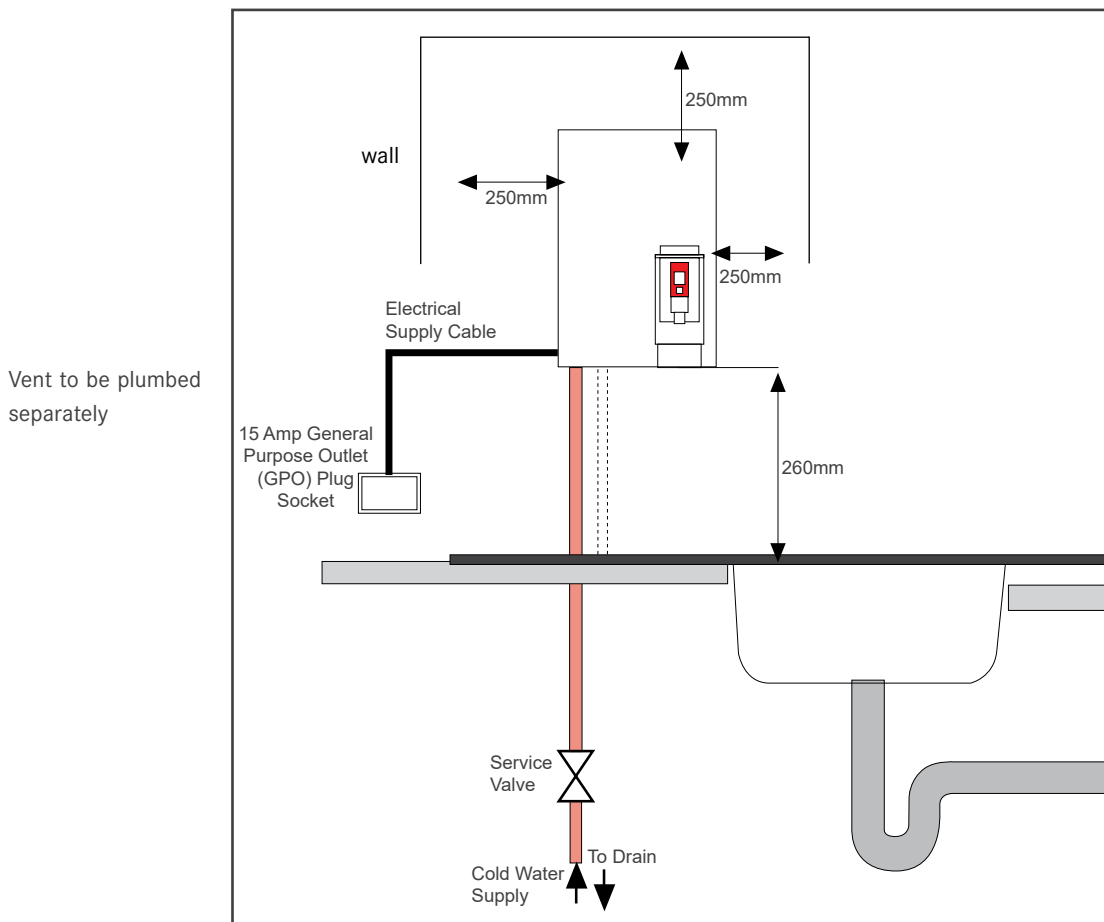 250mm
wall
250mm
250mm
Electrical
Supply Cable
Vent to be plumbed
separately
15 Amp General
Purpose Outlet
(GPO) Plug
Socket
260mm
Service
Valve
To Drain
Cold Water
Supply